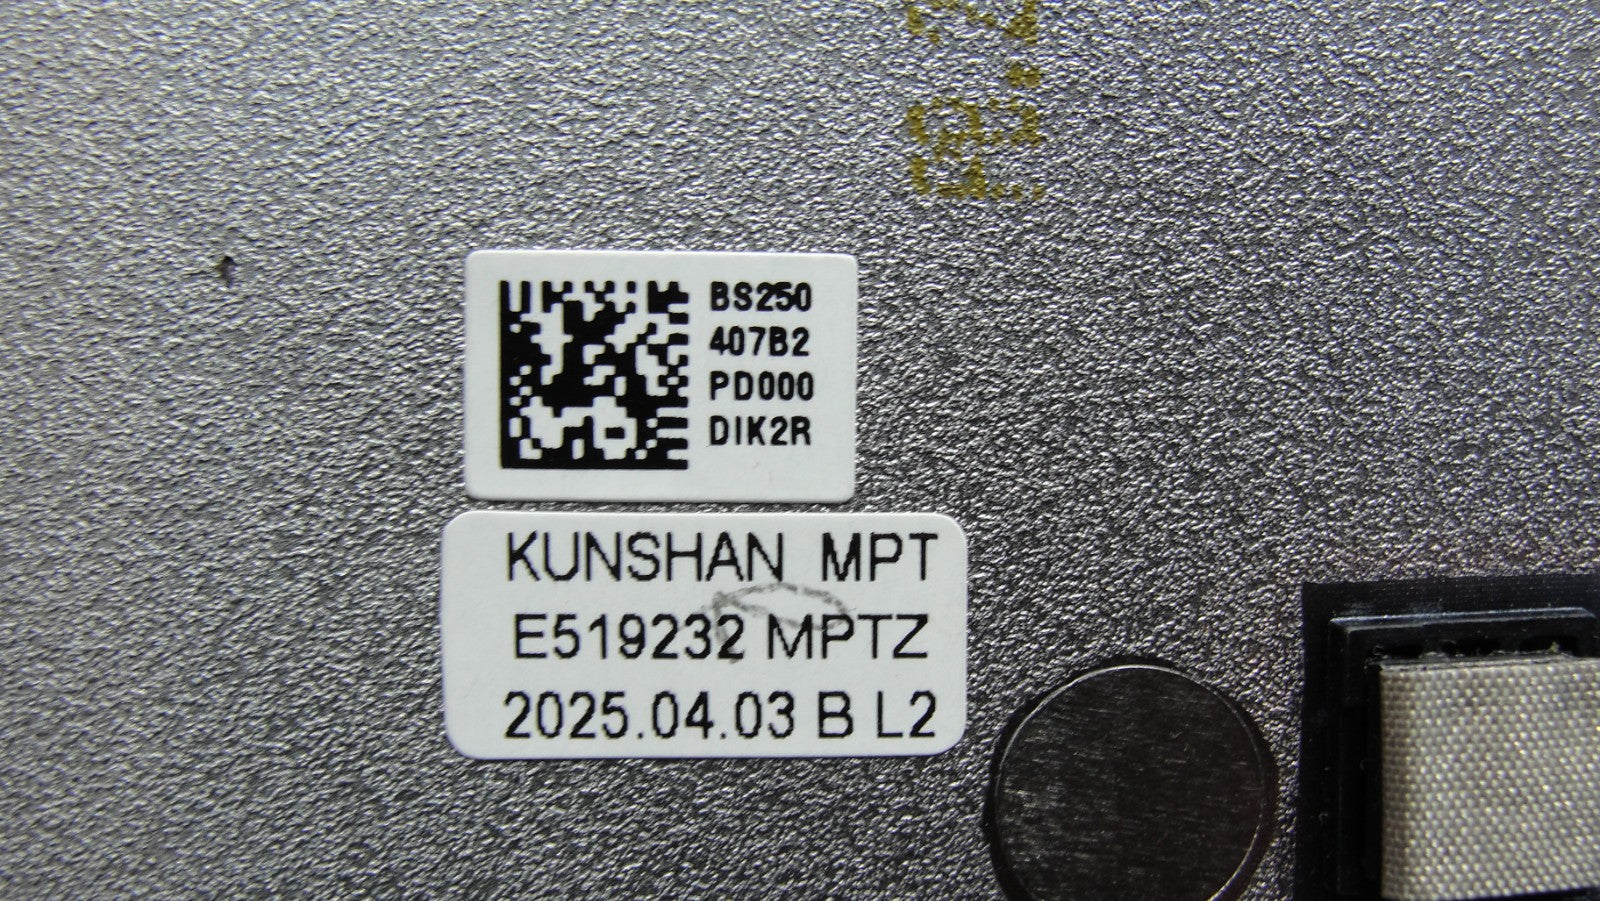 BS250
407B2
PD000
DIK2R
KUNSHAN MPT
E519232 MPTZ
2025.04.03 B L2